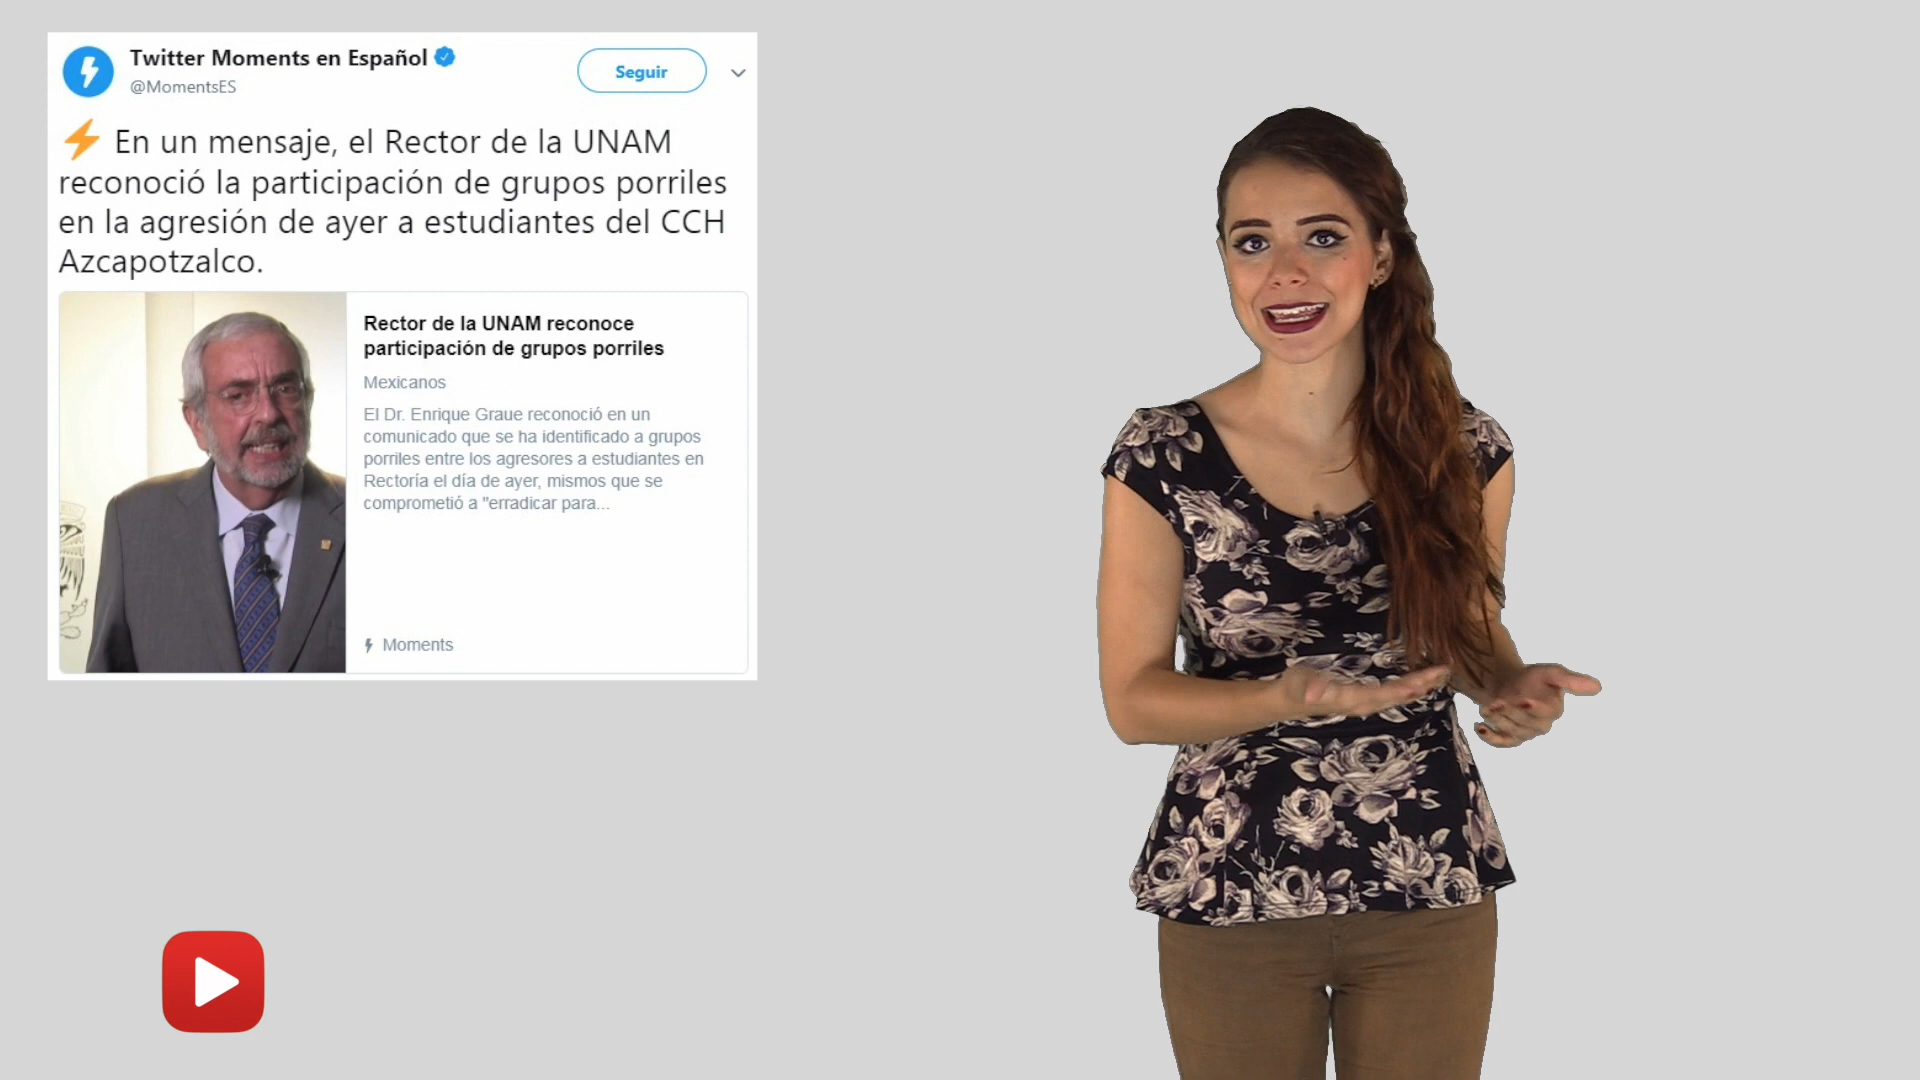 Twitter Moments en Español
@MomentsES
Seguir
En un mensaje, el Rector de la UNAM
reconoció la participación de grupos porriles
en la agresión de ayer a estudiantes del CCH
Azcapotzalco.
Rector de la UNAM reconoce
participación de grupos porriles
Mexicanos
El Dr. Enrique Graue reconoció en un
comunicado que se ha identificado a grupos
porriles entre los agresores a estudiantes en
Rectoría el día de ayer, mismos que se
comprometió a "erradicar para...
Moments